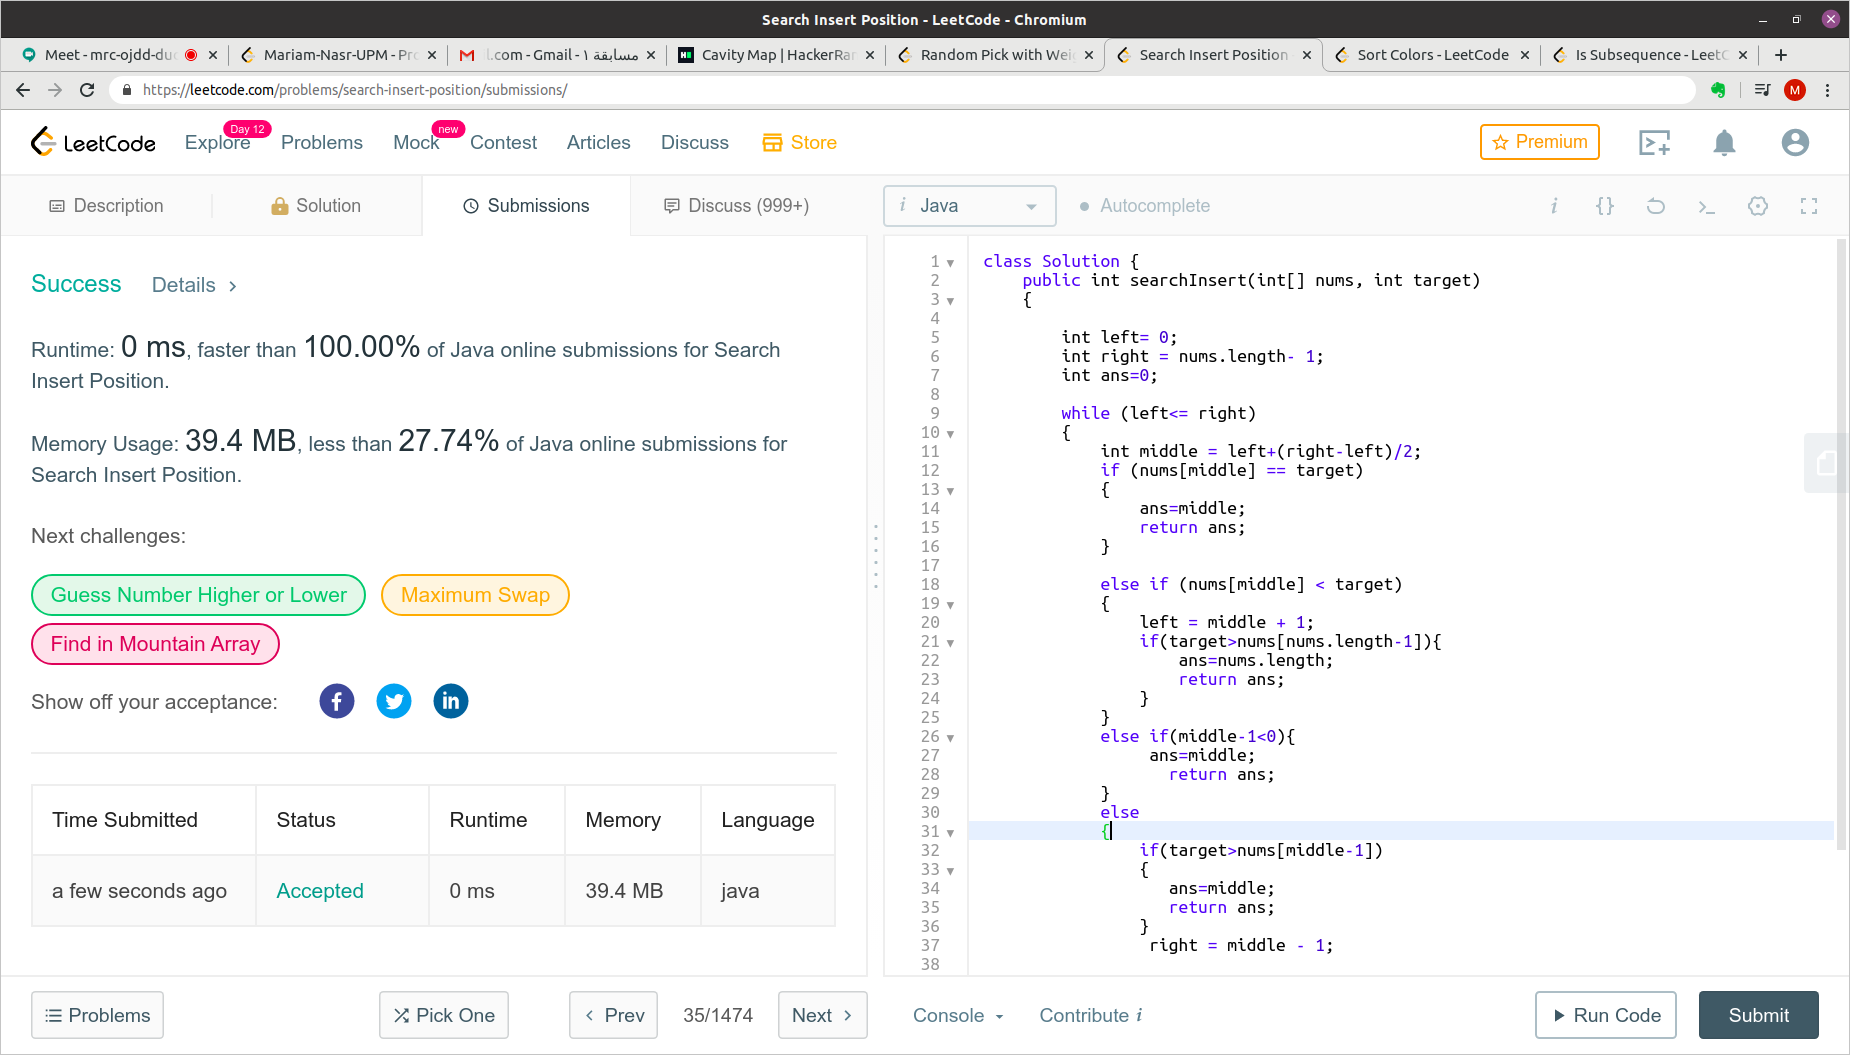 Search Insert Position - LeetCode - Chromium
Meet - mrc-ojdd-duc
Mariam-Nasr-UPM - Pro
l.com - Gmail - مسابقة ١
Cavity Map | HackerRan
Random Pick with Weig
Search Insert Position
Sort Colors - LeetCode
Is Subsequence - LeetC
https://leetcode.com/problems/search-insert-position/submissions/
M
LeetCode
Explore
Day 12
Problems
Mock
new
Contest
Articles
Discuss
Store
Premium
Description
Solution
Submissions
Discuss (999+)
i Java
Autocomplete
i {}
Success
Details >
Runtime: 0 ms, faster than 100.00% of Java online submissions for Search
Insert Position.
Memory Usage: 39.4 MB, less than 27.74% of Java online submissions for
Search Insert Position.
Next challenges:
Guess Number Higher or Lower
Maximum Swap
Find in Mountain Array
Show off your acceptance:
f
in
Time Submitted Status Runtime Memory Language
a few seconds ago Accepted 0 ms 39.4 MB java
1 class Solution {
2 public int searchInsert(int[] nums, int target)
3 {
4
5 int left= 0;
6 int right = nums.length- 1;
7 int ans=0;
8
9 while (left<= right)
10 {
11 int middle = left+(right-left)/2;
12 if (nums[middle] == target)
13 {
14 ans=middle;
15 return ans;
16 }
17
18 else if (nums[middle] < target)
19 {
20 left = middle + 1;
21 if(target>nums[nums.length-1]){
22 ans=nums.length;
23 return ans;
24 }
25 }
26 else if(middle-1<0){
27 ans=middle;
28 return ans;
29 }
30 else
31 {
32 if(target>nums[middle-1])
33 {
34 ans=middle;
35 return ans;
36 }
37 right = middle - 1;
38
Problems
Pick One
< Prev
35/1474
Next >
Console
Contribute i
Run Code
Submit